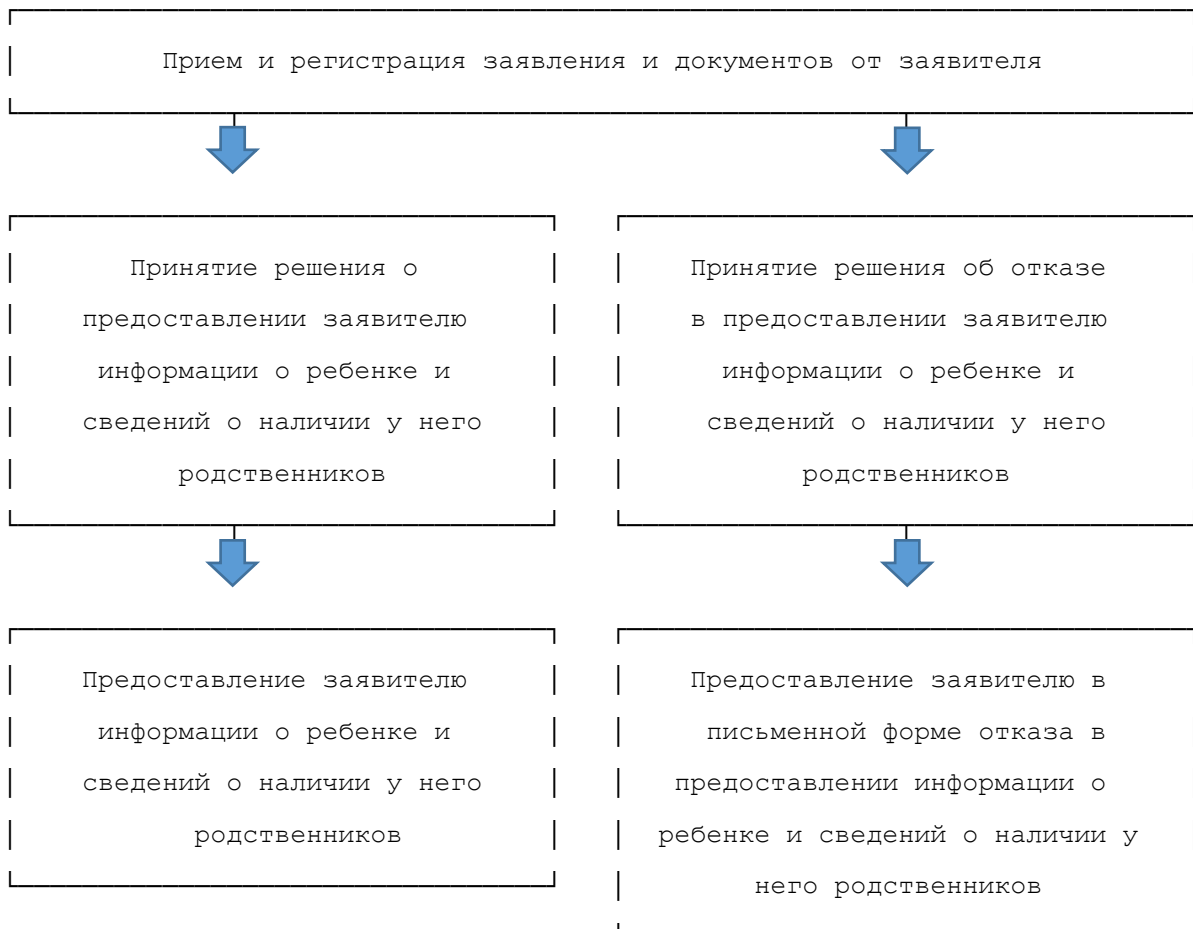 Прием и регистрация заявления и документов от заявителя
Принятие решения о
предоставлении заявителю
информации о ребенке и
сведений о наличии у него
родственников
Принятие решения об отказе
в предоставлении заявителю
информации о ребенке и
сведений о наличии у него
родственников
Предоставление заявителю
информации о ребенке и
сведений о наличии у него
родственников
Предоставление заявителю в
письменной форме отказа в
предоставлении информации о
ребенке и сведений о наличии у
него родственников